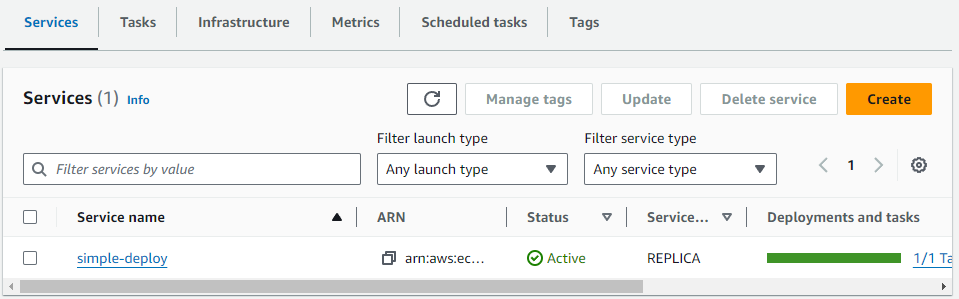 Services Tasks Infrastructure Metrics Scheduled tasks Tags
Services (1) Info Manage tags Update Delete service Create
Filter launch type Filter service type
Filter services by value Any launch type Any service type 1
Service name ARN Status Service... Deployments and tasks
simple-deploy arn:aws:ec... Active REPLICA 1/1 Ta